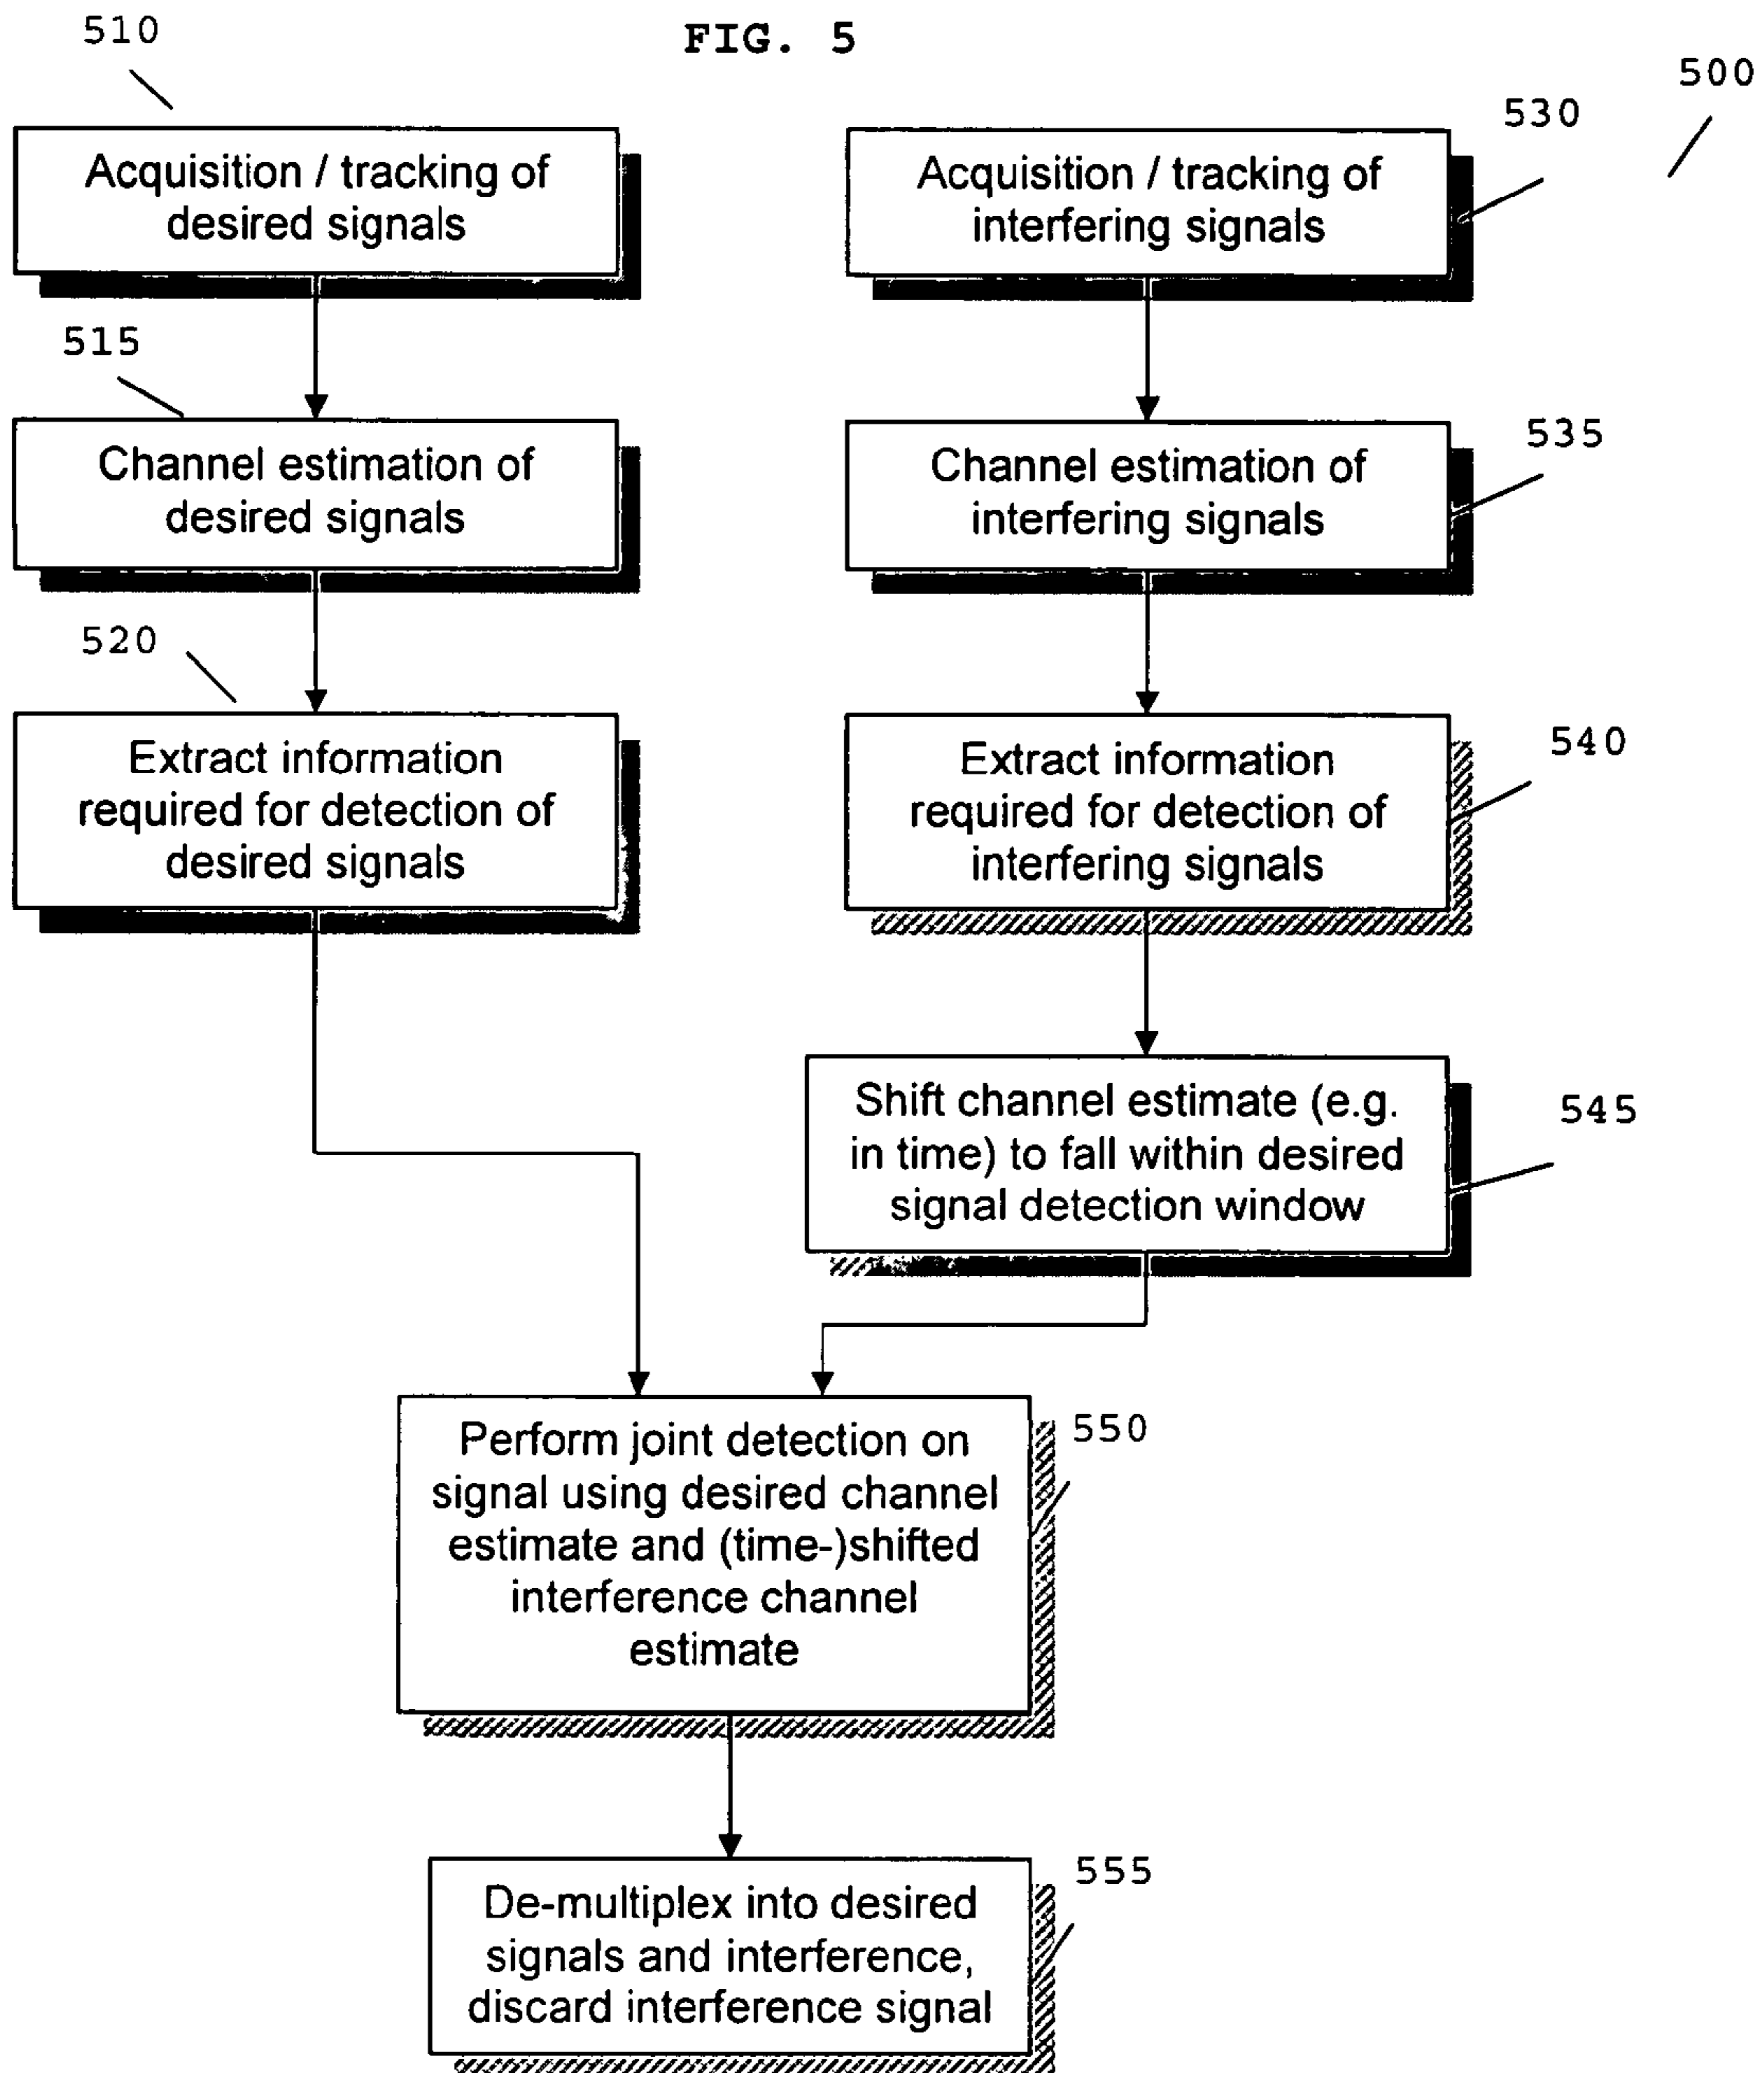 FIG. 5
500
510
Acquisition / tracking of
desired signals
515
Channel estimation of
desired signals
520
Extract information
required for detection of
desired signals
530
Acquisition / tracking of
interfering signals
535
Channel estimation of
interfering signals
540
Extract information
required for detection of
interfering signals
545
Shift channel estimate (e.g.
in time) to fall within desired
signal detection window
550
Perform joint detection on
signal using desired channel
estimate and (time-)shifted
interference channel
estimate
555
De-multiplex into desired
signals and interference,
discard interference signal